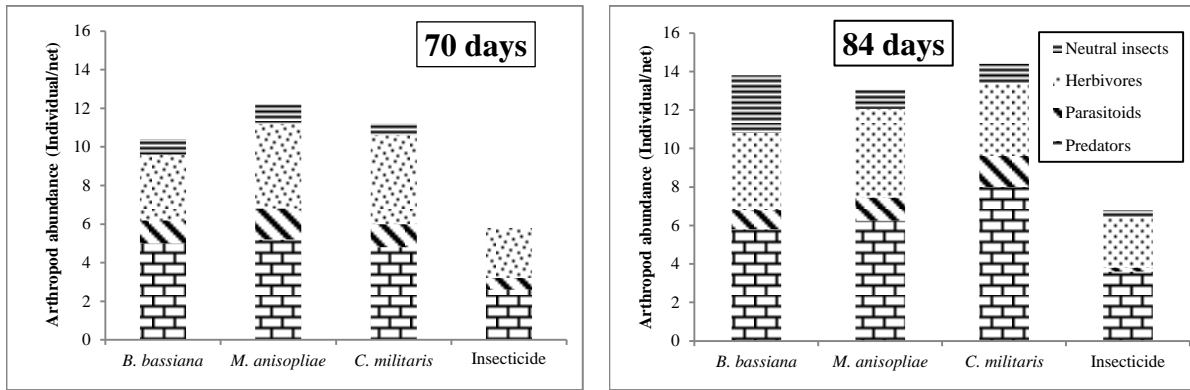 70 days
Arthropod abundance (Individual/net)
16
14
12
10
8
6
4
2
0
B. bassiana M. anisopliae C. militaris Insecticide
84 days
Arthropod abundance (Individual/net)
16
14
12
10
8
6
4
2
0
B. bassiana M. anisopliae C. militaris Insecticide
Neutral insects
Herbivores
Parasitoids
Predators